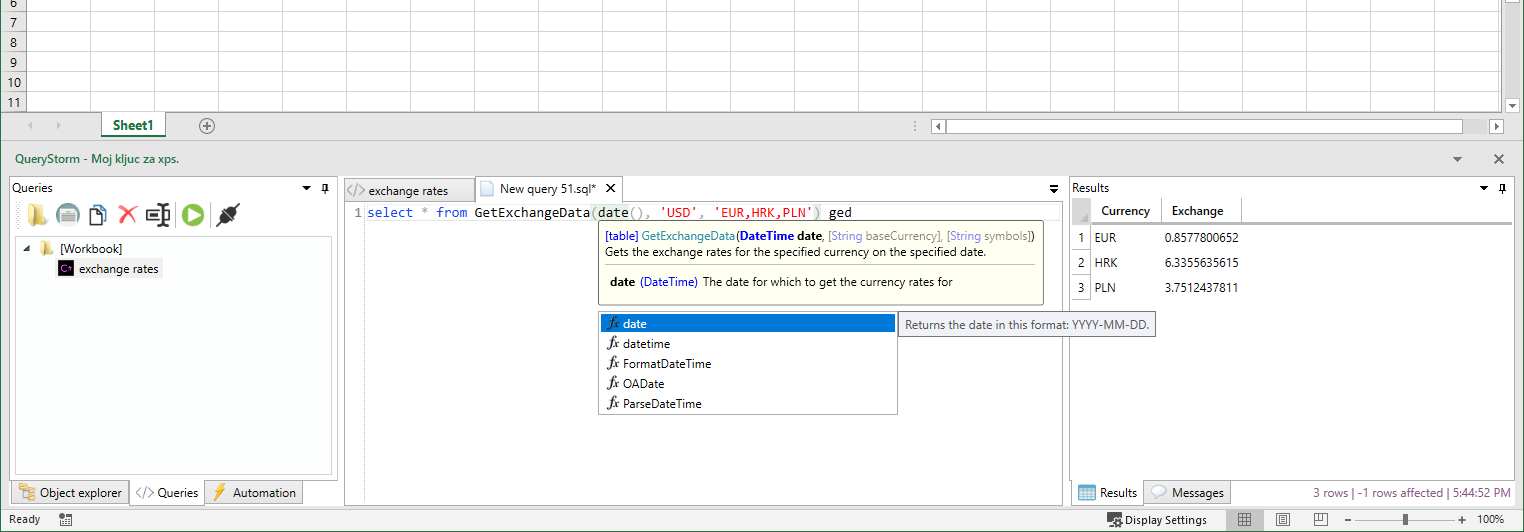 6
7
8
9
10
11
Sheet1
QueryStorm - Moj kljuc za xps.
Queries
[Workbook]
C#
exchange rates
Object explorer
</> Queries
Automation
</> exchange rates
New query 51.sql*
1 select * from GetExchangeData(date(), 'USD', 'EUR,HRK,PLN') ged
[table] GetExchangeData(DateTime date, [String baseCurrency], [String symbols])
Gets the exchange rates for the specified currency on the specified date.
date (DateTime) The date for which to get the currency rates for
fx date
fx datetime
fx FormatDateTime
fx OADate
fx ParseDateTime
Returns the date in this format: YYYY-MM-DD.
Results
Currency Exchange
1 EUR 0.8577800652
2 HRK 6.3355635615
3 PLN 3.7512437811
Results
Messages
3 rows | -1 rows affected | 5:44:52 PM
Ready
Display Settings
100%